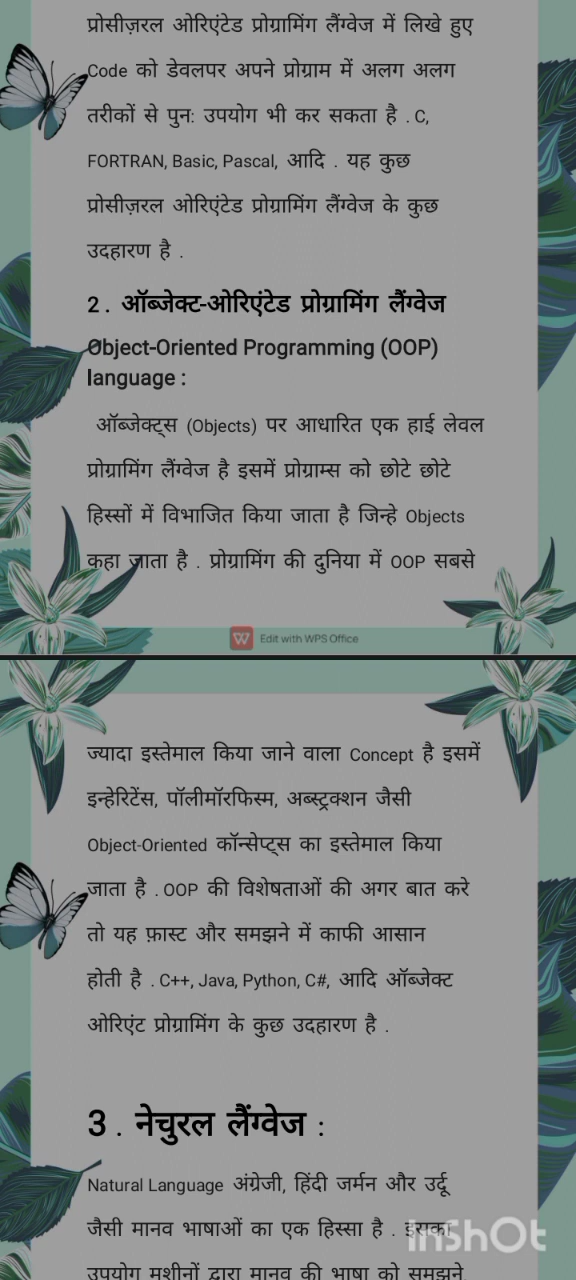 प्रोसीज़रल ओरिएंटेड प्रोग्रामिंग लैंग्वेज में लिखे हुए
Code को डेवलपर अपने प्रोग्राम में अलग अलग
तरीकों से पुन: उपयोग भी कर सकता है . C,
FORTRAN, Basic, Pascal, आदि . यह कुछ
प्रोसीज़रल ओरिएंटेड प्रोग्रामिंग लैंग्वेज के कुछ
उदहारण है .
2 . ऑब्जेक्ट-ओरिएंटेड प्रोग्रामिंग लैंग्वेज
Object-Oriented Programming (OOP)
language :
ऑब्जेक्ट्स (Objects) पर आधारित एक हाई लेवल
प्रोग्रामिंग लैंग्वेज है इसमें प्रोग्राम्स को छोटे छोटे
हिस्सों में विभाजित किया जाता है जिन्हे Objects
कहा जाता है . प्रोग्रामिंग की दुनिया में OOP सबसे
Edit with WPS Office
ज्यादा इस्तेमाल किया जाने वाला Concept है इसमें
इन्हेरिटेंस, पॉलीमॉरफिस्म, अब्स्ट्रक्शन जैसी
Object-Oriented कॉन्सेप्ट्स का इस्तेमाल किया
जाता है . OOP की विशेषताओं की अगर बात करे
तो यह फ़ास्ट और समझने में काफी आसान
होती है . C++, Java, Python, C#, आदि ऑब्जेक्ट
ओरिएंट प्रोग्रामिंग के कुछ उदहारण है .
3 . नेचुरल लैंग्वेज :
Natural Language अंग्रेजी, हिंदी जर्मन और उर्दू
जैसी मानव भाषाओं का एक हिस्सा है . इसका
InShOt
उपयोग मशीनों द्वारा मानव की भाषा को समझने,